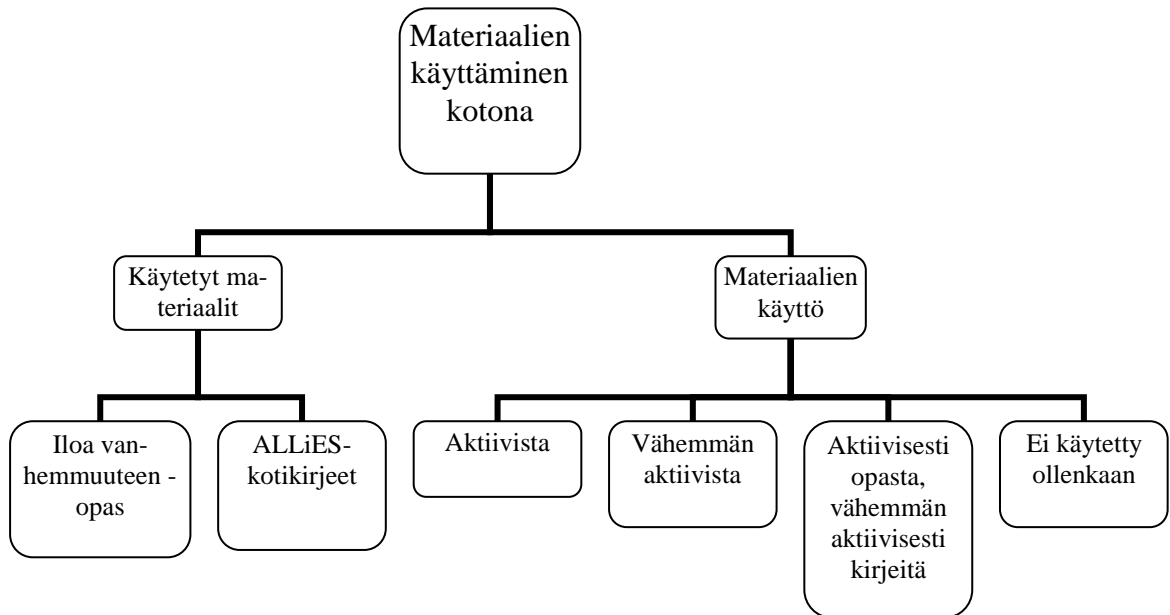 Materiaalien
käyttäminen
kotona
Käytetyt ma-
teriaalit
Materiaalien
käyttö
Iloa van-
hemmuuteen -
opas
ALLiES-
kotikirjeet
Aktiivista
Vähemmän
aktiivista
Aktiivisesti
opasta,
vähemmän
aktiivisesti
kirjeitä
Ei käytetty
ollenkaan